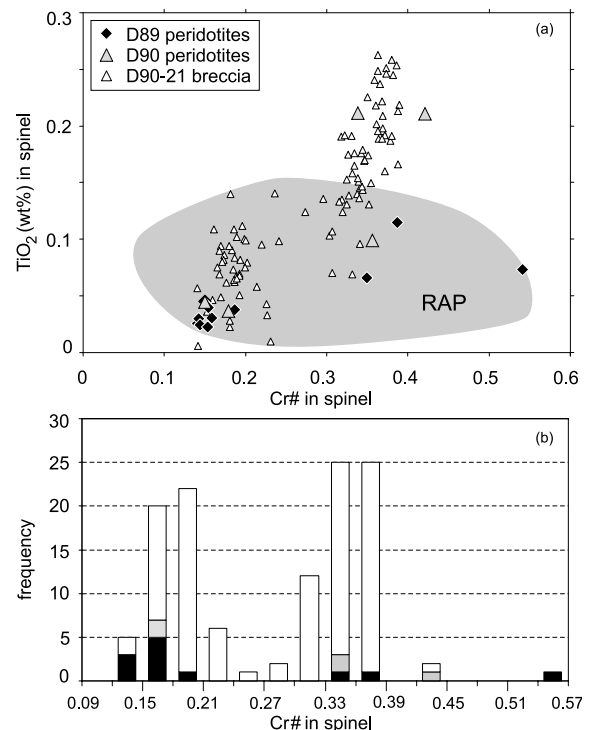 (a)
D89 peridotites
D90 peridotites
D90-21 breccia
TiO2 (wt%) in spinel
0.3
0.2
0.1
0
RAP
0 0.1 0.2 0.3 0.4 0.5 0.6
Cr# in spinel
(b)
frequency
30
25
20
15
10
5
0
0.09 0.15 0.21 0.27 0.33 0.39 0.45 0.51 0.57
Cr# in spinel